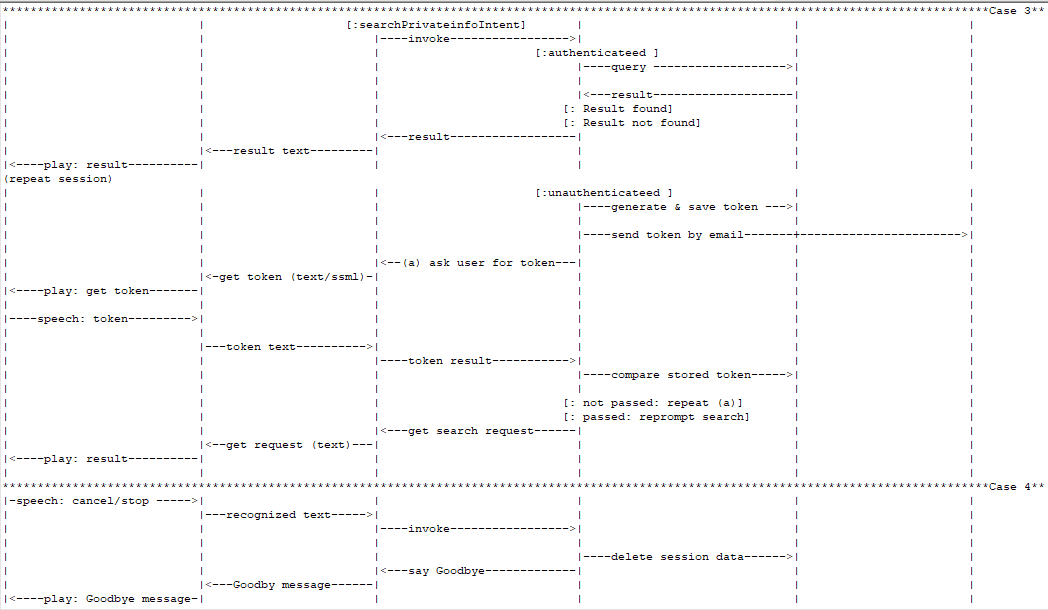 *********************************************************************************************************************************************Case 3**
| | [:searchPrivateinfoIntent] | | |
| | |----invoke----------------->| | |
| | | [:authenticateed ] | |
| | | |----query ------------------->| |
| | | | | |
| | | |<---result--------------------| |
| | | [: Result found] | |
| | | [: Result not found] | |
| | |<---result------------------| | |
| |<---result text---------| | | |
|<----play: result----------| | | | |
(repeat session)
| | | [:unauthenticateed ] | |
| | | |----generate & save token --->| |
| | | | | |
| | | |----send token by email-------+----------------------->|
| | | | | |
| | |<--(a) ask user for token---| | |
| |<-get token (text/ssml)-| | | |
|<----play: get token-------| | | | |
| | | | | |
|----speech: token--------->| | | | |
| | | | | |
| |---token text---------->| | | |
| | |----token result----------->| | |
| | | |----compare stored token----->| |
| | | | | |
| | | [: not passed: repeat (a)] | |
| | | [: passed: reprompt search] | |
| | |<---get search request------| | |
| |<--get request (text)---| | | |
|<----play: result----------| | | | |
| | | | | |
*********************************************************************************************************************************************Case 4**
|-speech: cancel/stop ----->| | | | |
| |---recognized text----->| | | |
| | |----invoke----------------->| | |
| | | | | |
| | | |----delete session data------>| |
| | |<---say Goodbye-------------| | |
| |<---Goodby message------| | | |
|<----play: Goodbye message-| | | | |